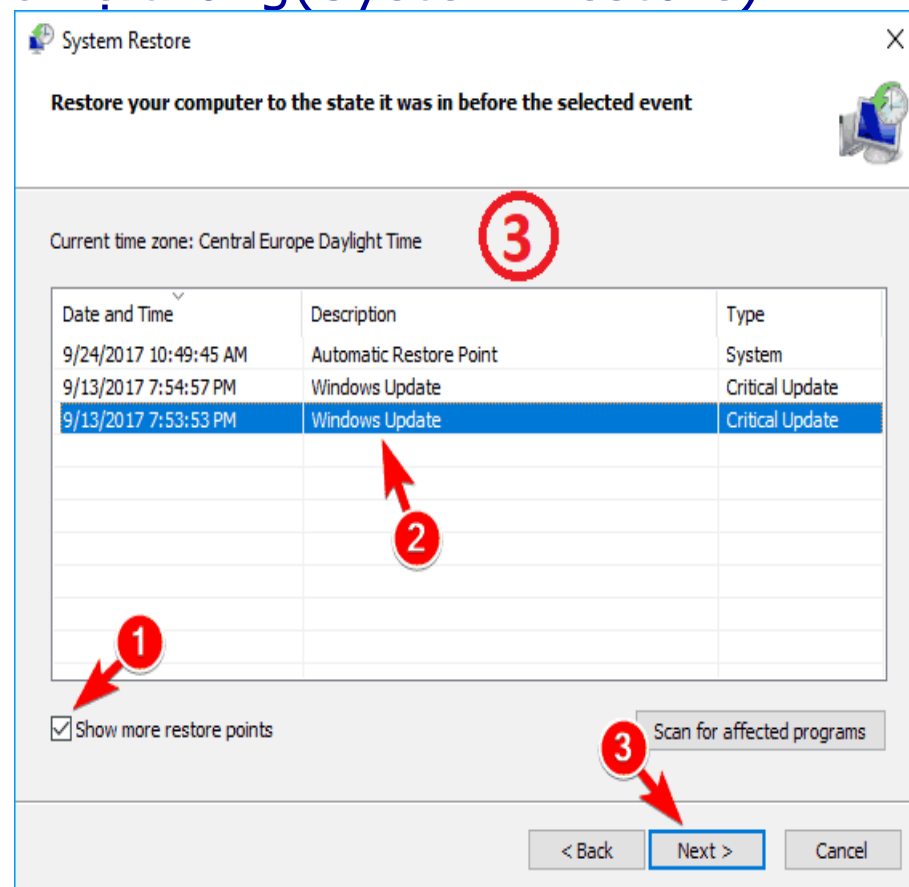 (System Restore)
System Restore
Restore your computer to the state it was in before the selected event
3
Current time zone: Central Europe Daylight Time
Date and Time Description Type
9/24/2017 10:49:45 AM Automatic Restore Point System
9/13/2017 7:54:57 PM Windows Update Critical Update
9/13/2017 7:53:53 PM Windows Update Critical Update
2
1
Show more restore points
Scan for affected programs
3
< Back Next > Cancel